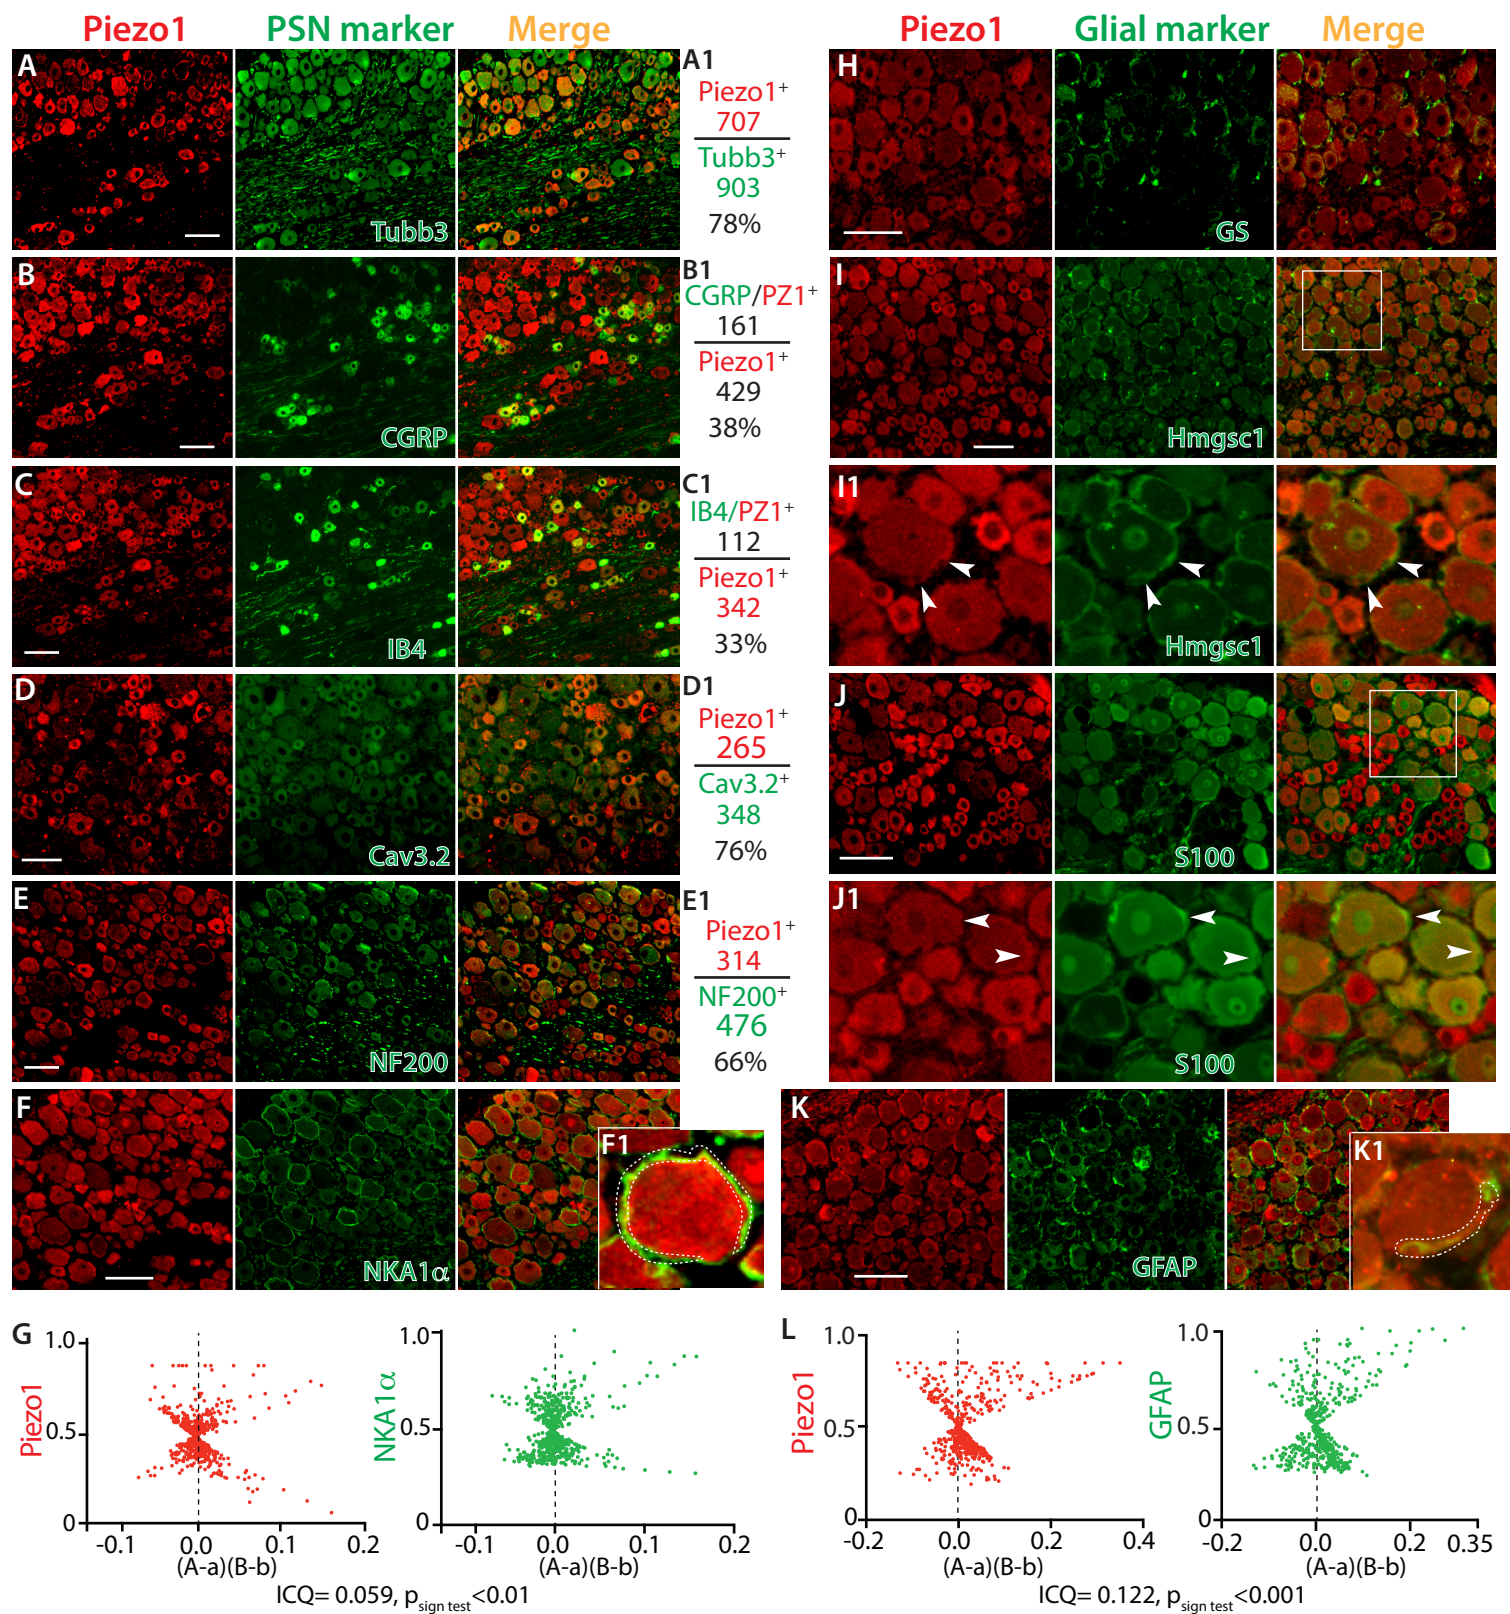 Piezo1 PSN marker Merge
A
Tubb3
A1
Piezo1+
707
Tubb3+
903
78%
B
CGRP
B1
CGRP/PZ1+
161
Piezo1+
429
38%
C
IB4
C1
IB4/PZ1+
112
Piezo1+
342
33%
D
Cav3.2
D1
Piezo1+
265
Cav3.2+
348
76%
E
NF200
E1
Piezo1+
314
NF200+
476
66%
F
NKA1α
F1
G
Piezo1
1.0
0.5
0
-0.1 0.0 0.1 0.2
(A-a)(B-b)
NKA1α
1.0
0.5
0
-0.1 0.0 0.1 0.2
(A-a)(B-b)
ICQ= 0.059, psign test<0.01
Piezo1 Glial marker Merge
H
GS
I
Hmgsc1
I1
Hmgsc1
J
S100
J1
S100
K
GFAP
K1
L
Piezo1
1.0
0.5
0
-0.2 0.0 0.2 0.4
(A-a)(B-b)
GFAP
1.0
0.5
0
-0.2 0.0 0.2 0.35
(A-a)(B-b)
ICQ= 0.122, psign test<0.001